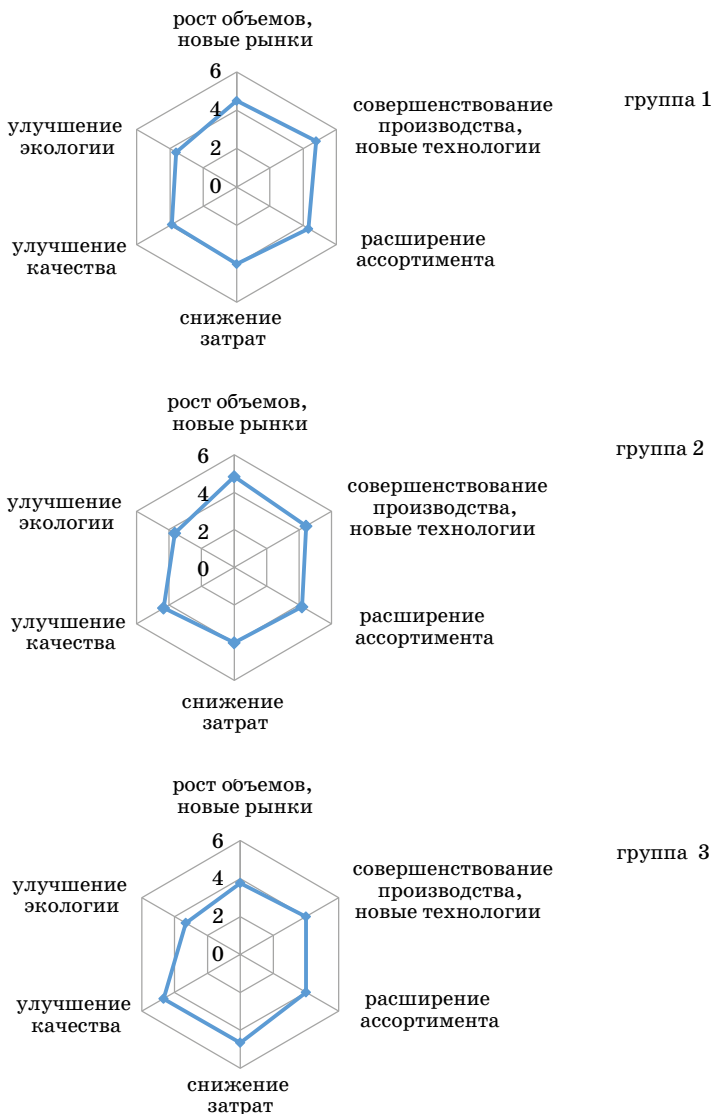 рост объемов,
новые рынки
группа 1
6
совершенствование
производства,
новые технологии
улучшение
экологии
4
2
0
расширение
ассортимента
улучшение
качества
снижение
затрат
рост объемов,
новые рынки
группа 2
6
совершенствование
производства,
новые технологии
улучшение
экологии
4
2
0
расширение
ассортимента
улучшение
качества
снижение
затрат
рост объемов,
новые рынки
группа 3
6
совершенствование
производства,
новые технологии
улучшение
экологии
4
2
0
расширение
ассортимента
улучшение
качества
снижение
затрат